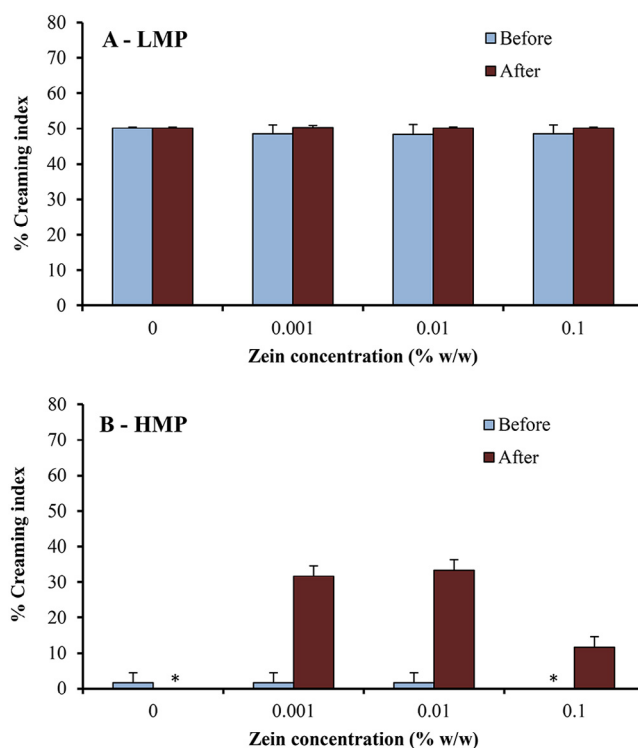 80
A - LMP
Before
70
After
60
50
40
30
20
10
0
% Creaming index
0 0.001 0.01 0.1
Zein concentration (% w/w)
80
B - HMP
Before
70
After
60
50
40
30
20
10
0
% Creaming index
* *
0 0.001 0.01 0.1
Zein concentration (% w/w)